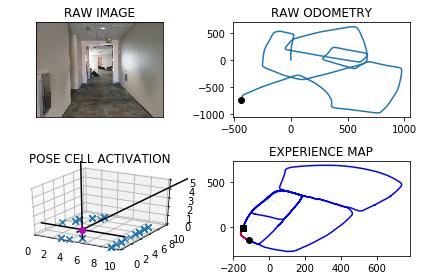 RAW IMAGE
RAW ODOMETRY
500
0
−500
−1000
−500 0 500 1000
POSE CELL ACTIVATION
5
4
3
2
1
0
0 2 4 6 8 10
0 2 4 6 8 10
EXPERIENCE MAP
500
0
−200 0 200 400 600